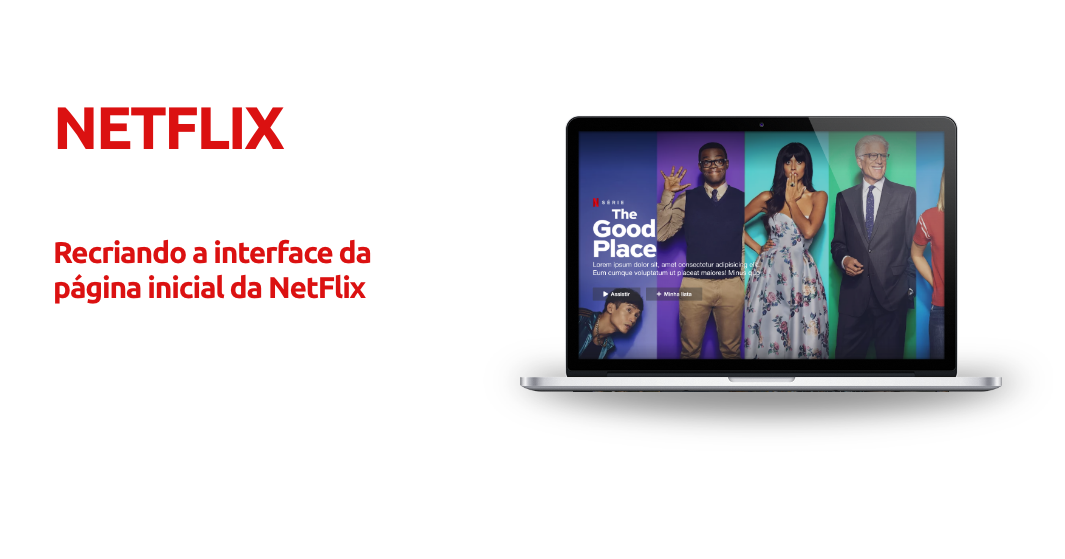 NETFLIX
Recriando a interface da
página inicial da NetFlix
SÉRIE
The
Good
Place
Lorem ipsum dolor sit, amet consectetur adipisicing elit.
Eum cumque voluptatum ut placeat maiores! Minus
Assistir
+ Minha lista